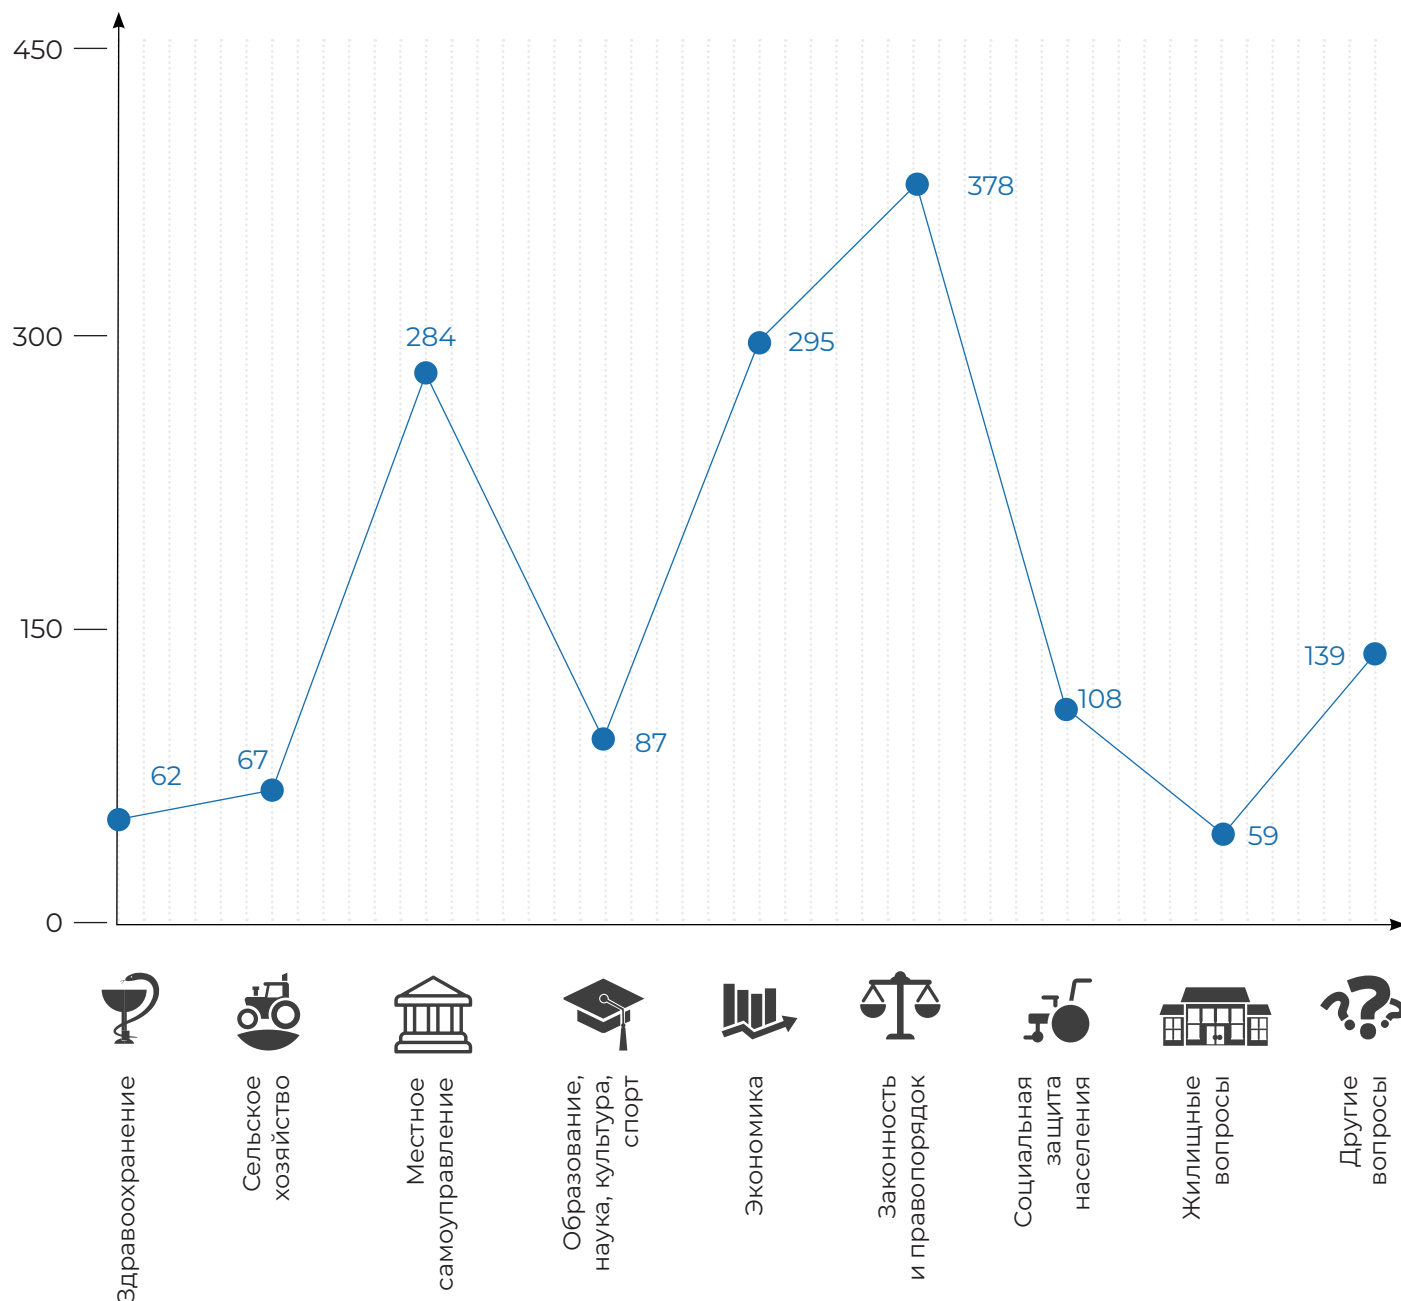 450
300
150
0
62
67
284
87
295
378
108
59
139
Здравоохранение
Сельское
хозяйство
Местное
самоуправление
Образование,
наука, культура,
спорт
Экономика
Законность
и правопорядок
Социальная
защита
населения
Жилищные
вопросы
Другие
вопросы